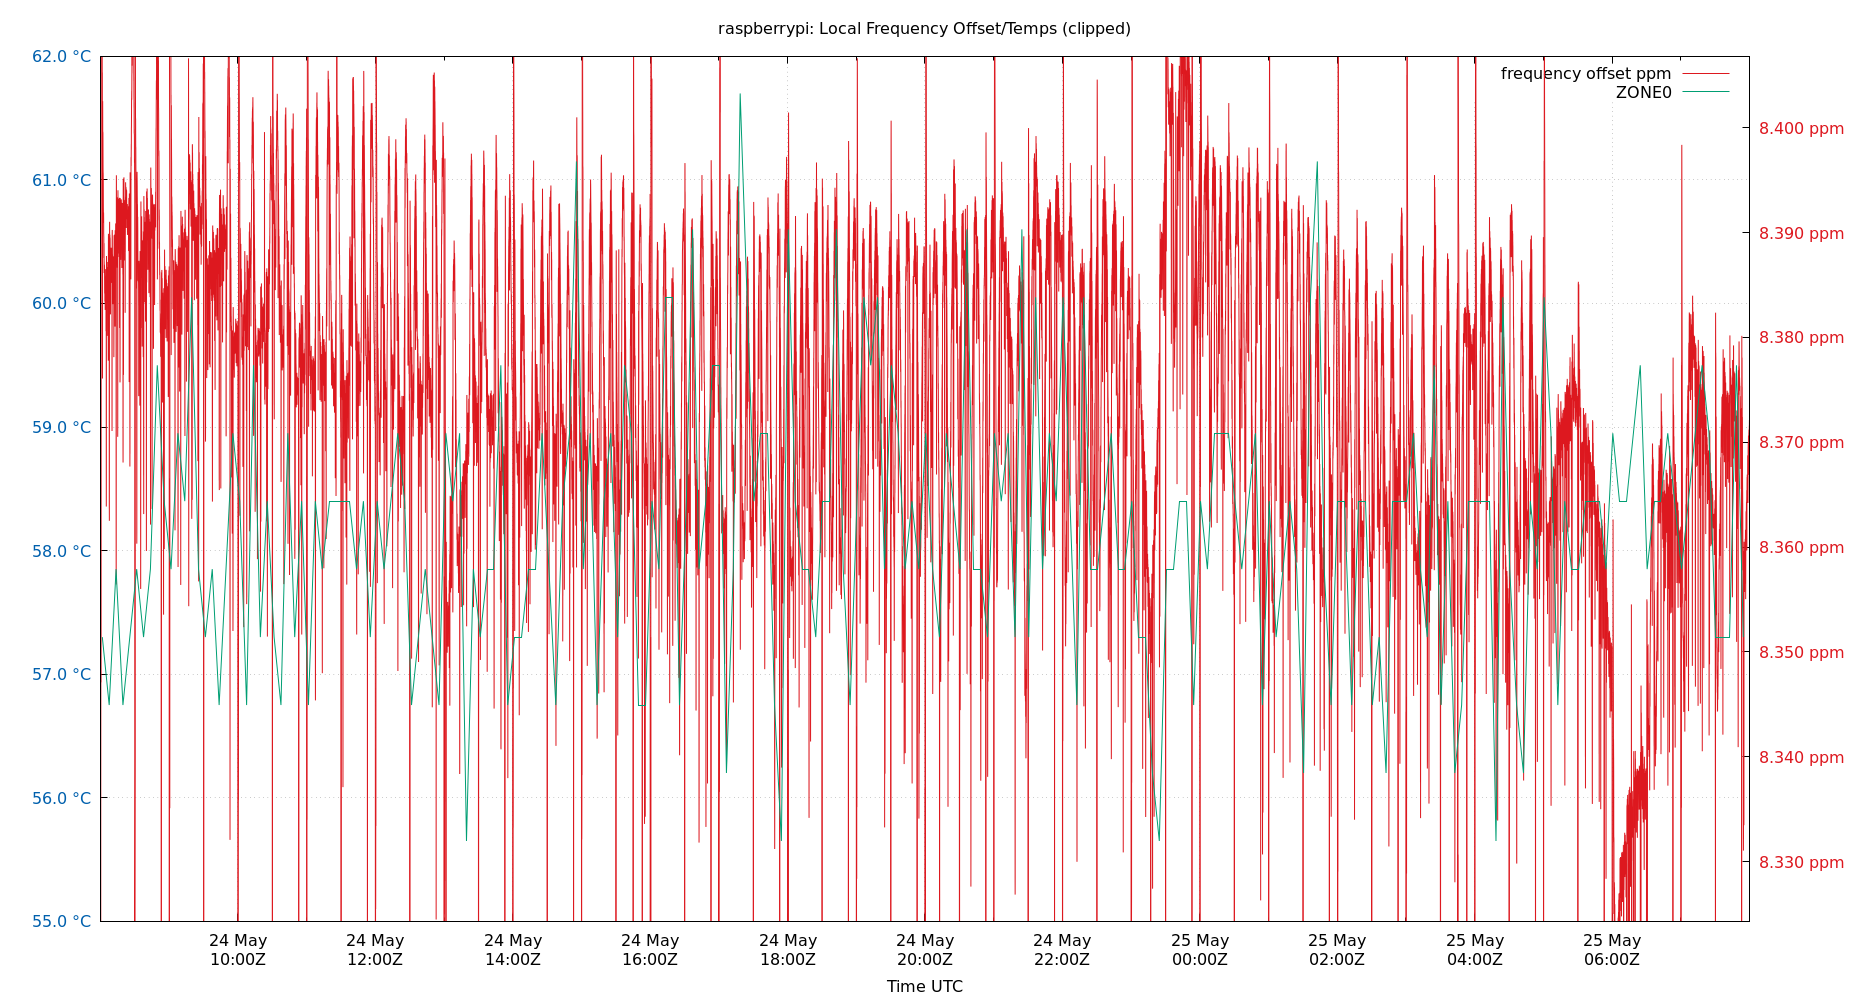 raspberrypi: Local Frequency Offset/Temps (clipped)
62.0 °C
61.0 °C
60.0 °C
59.0 °C
58.0 °C
57.0 °C
56.0 °C
55.0 °C
frequency offset ppm
ZONE0
8.400 ppm
8.390 ppm
8.380 ppm
8.370 ppm
8.360 ppm
8.350 ppm
8.340 ppm
8.330 ppm
24 May 24 May 24 May 24 May 24 May 24 May 24 May 25 May 25 May 25 May 25 May
10:00Z 12:00Z 14:00Z 16:00Z 18:00Z 20:00Z 22:00Z 00:00Z 02:00Z 04:00Z 06:00Z
Time UTC